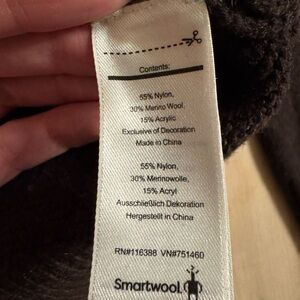 Contents:
55% Nylon,
30% Merino Wool,
15% Acrylic
Exclusive of Decoration
Made in China
55% Nylon,
30% Merinowolle,
15% Acryl
Ausschließlich Dekoration
Hergestellt in China
RN#116388 VN#751460
Smartwool